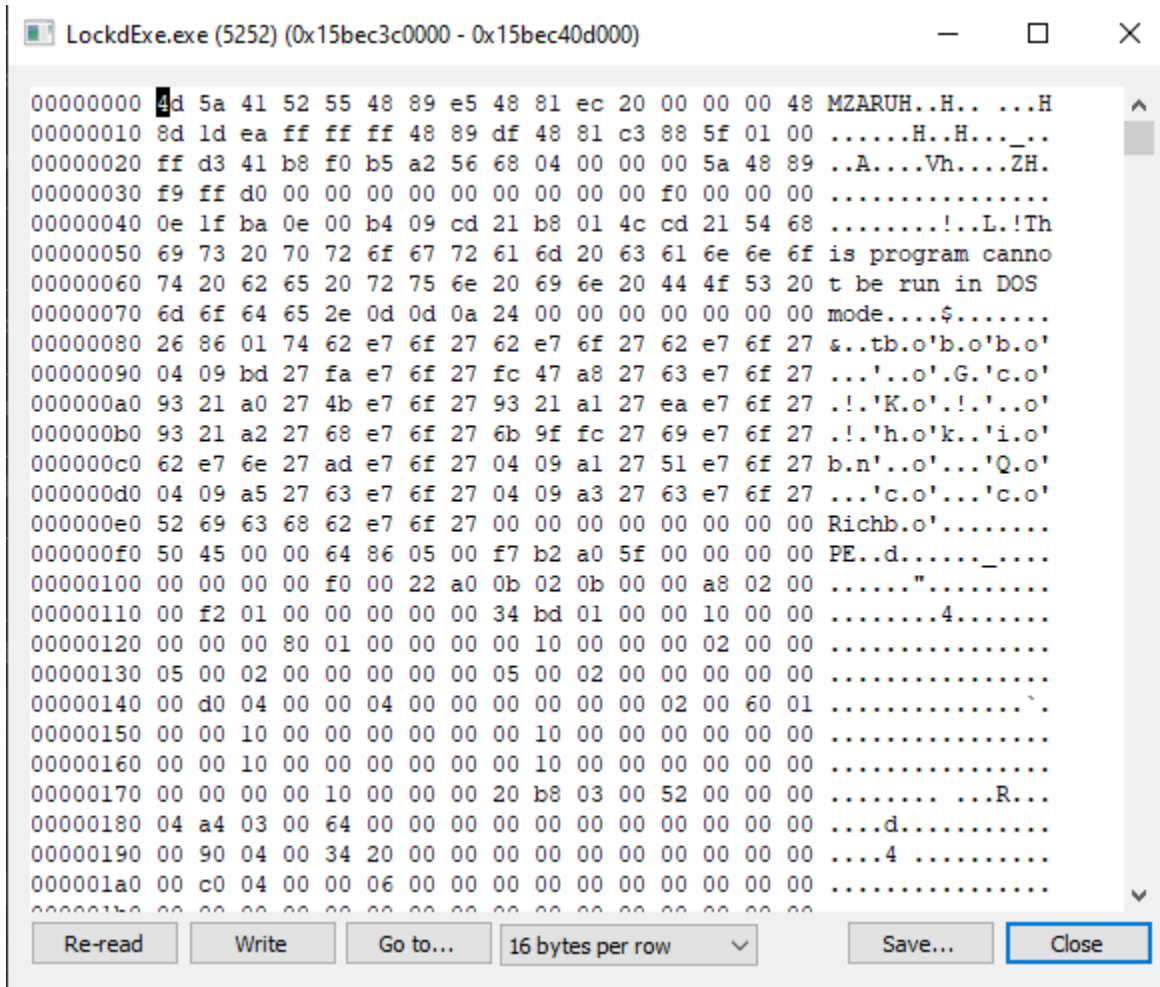 LockdExe.exe (5252) (0x15bec3c0000 - 0x15bec40d000)
00000000 4d 5a 41 52 55 48 89 e5 48 81 ec 20 00 00 00 48 MZARUH..H.. ...H
00000010 8d 1d ea ff ff ff 48 89 df 48 81 c3 88 5f 01 00 ......H..H..._..
00000020 ff d3 41 b8 f0 b5 a2 56 68 04 00 00 00 5a 48 89 ..A....Vh....ZH.
00000030 f9 ff d0 00 00 00 00 00 00 00 00 00 f0 00 00 00 ................
00000040 0e 1f ba 0e 00 b4 09 cd 21 b8 01 4c cd 21 54 68 ........!..L.!Th
00000050 69 73 20 70 72 6f 67 72 61 6d 20 63 61 6e 6e 6f is program canno
00000060 74 20 62 65 20 72 75 6e 20 69 6e 20 44 4f 53 20 t be run in DOS
00000070 6d 6f 64 65 2e 0d 0d 0a 24 00 00 00 00 00 00 00 mode....$.......
00000080 26 86 01 74 62 e7 6f 27 62 e7 6f 27 62 e7 6f 27 &..tb.o'b.o'b.o'
00000090 04 09 bd 27 fa e7 6f 27 fc 47 a8 27 63 e7 6f 27 ...'..o'.G.'c.o'
000000a0 93 21 a0 27 4b e7 6f 27 93 21 a1 27 ea e7 6f 27 .!.'K.o'.!.'..o'
000000b0 93 21 a2 27 68 e7 6f 27 6b 9f fc 27 69 e7 6f 27 .!.'h.o'k..'i.o'
000000c0 62 e7 6e 27 ad e7 6f 27 04 09 a1 27 51 e7 6f 27 b.n'..o'...'Q.o'
000000d0 04 09 a5 27 63 e7 6f 27 04 09 a3 27 63 e7 6f 27 ...'c.o'...'c.o'
000000e0 52 69 63 68 62 e7 6f 27 00 00 00 00 00 00 00 00 Richb.o'........
000000f0 50 45 00 00 64 86 05 00 f7 b2 a0 5f 00 00 00 00 PE..d......_....
00000100 00 00 00 00 f0 00 22 a0 0b 02 0b 00 00 a8 02 00 ......".........
00000110 00 f2 01 00 00 00 00 00 34 bd 01 00 00 10 00 00 ........4.......
00000120 00 00 00 80 01 00 00 00 00 10 00 00 00 02 00 00 ................
00000130 05 00 02 00 00 00 00 00 05 00 02 00 00 00 00 00 ................
00000140 00 d0 04 00 00 04 00 00 00 00 00 00 02 00 60 01 ..............`.
00000150 00 00 10 00 00 00 00 00 00 10 00 00 00 00 00 00 ................
00000160 00 00 10 00 00 00 00 00 00 10 00 00 00 00 00 00 ................
00000170 00 00 00 00 10 00 00 00 20 b8 03 00 52 00 00 00 ........ ...R...
00000180 04 a4 03 00 64 00 00 00 00 00 00 00 00 00 00 00 ....d...........
00000190 00 90 04 00 34 20 00 00 00 00 00 00 00 00 00 00 ....4 ..........
000001a0 00 c0 04 00 00 06 00 00 00 00 00 00 00 00 00 00 ................
Re-read Write Go to... 16 bytes per row Save... Close